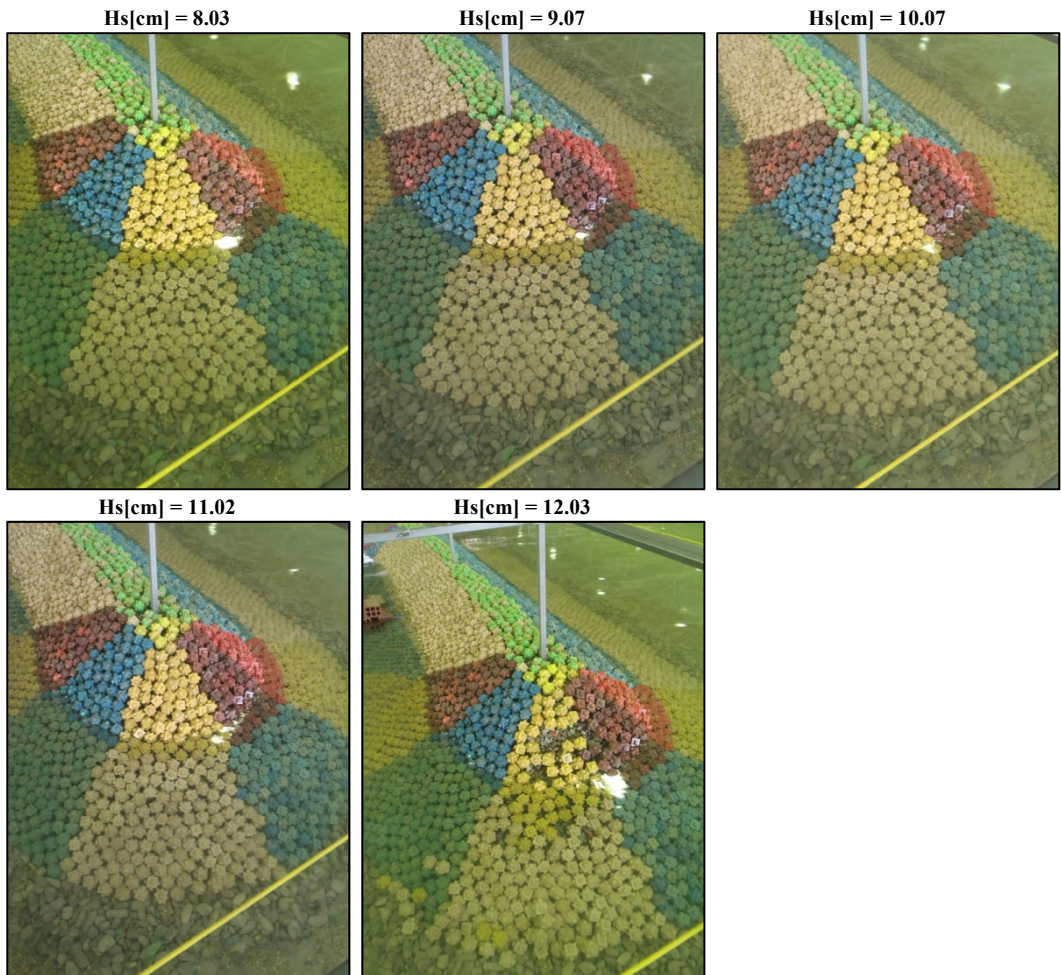 Hs[cm] = 8.03
Hs[cm] = 9.07
Hs[cm] = 10.07
Hs[cm] = 11.02
Hs[cm] = 12.03